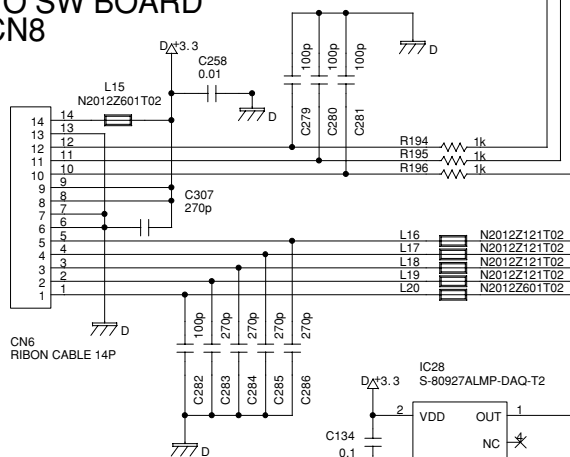 O SW BOARD
CN8
D +3.3
C258
0.01
D
100p
100p
100p
D
L15
N2012Z601T02
C279
C280
C281
14 14
13 13
12 12
11 11
10 10
9 9
8 8
7 7
6 6
5 5
4 4
3 3
2 2
1 1
R194 1k
R195 1k
R196 1k
C307
270p
L16 N2012Z121T02
L17 N2012Z121T02
L18 N2012Z121T02
L19 N2012Z121T02
L20 N2012Z601T02
D
CN6
RIBON CABLE 14P
100p
270p
270p
270p
270p
C282
C283
C284
C285
C286
D
IC28
S-80927ALMP-DAQ-T2
D +3.3
2 VDD OUT 1
NC 4
C134
0.1